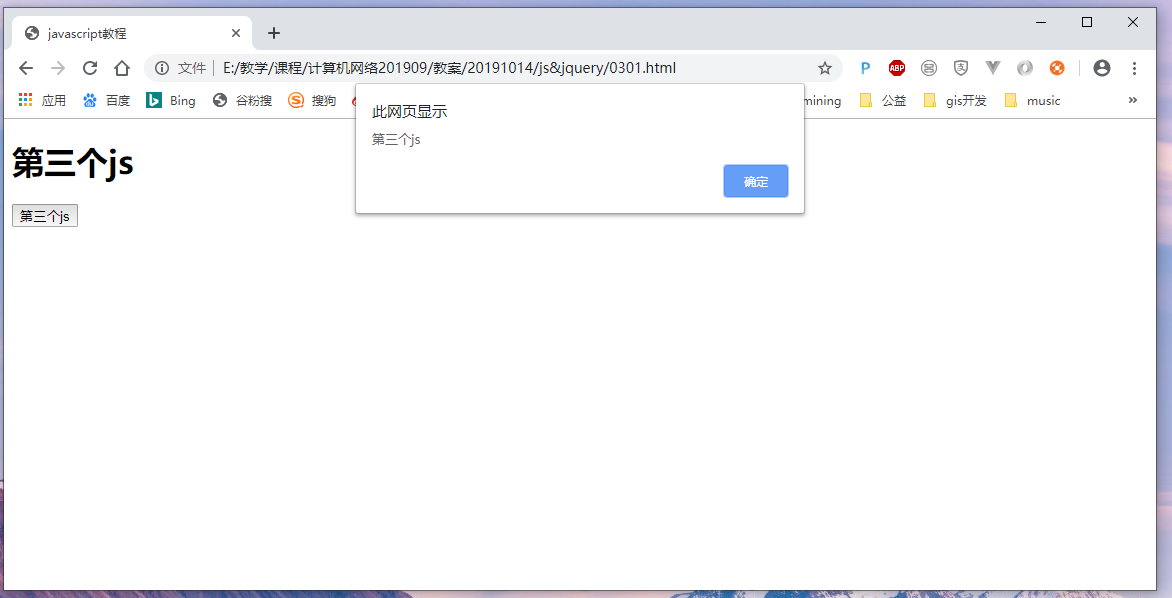 javascript教程
文件 E:/教学/课程/计算机网络201909/教案/20191014/js&jquery/0301.html
P ABP
应用 百度 Bing 谷粉搜 搜狗 mining 公益 gis开发 music »
此网页显示
第三个js
确定
第三个js
第三个js